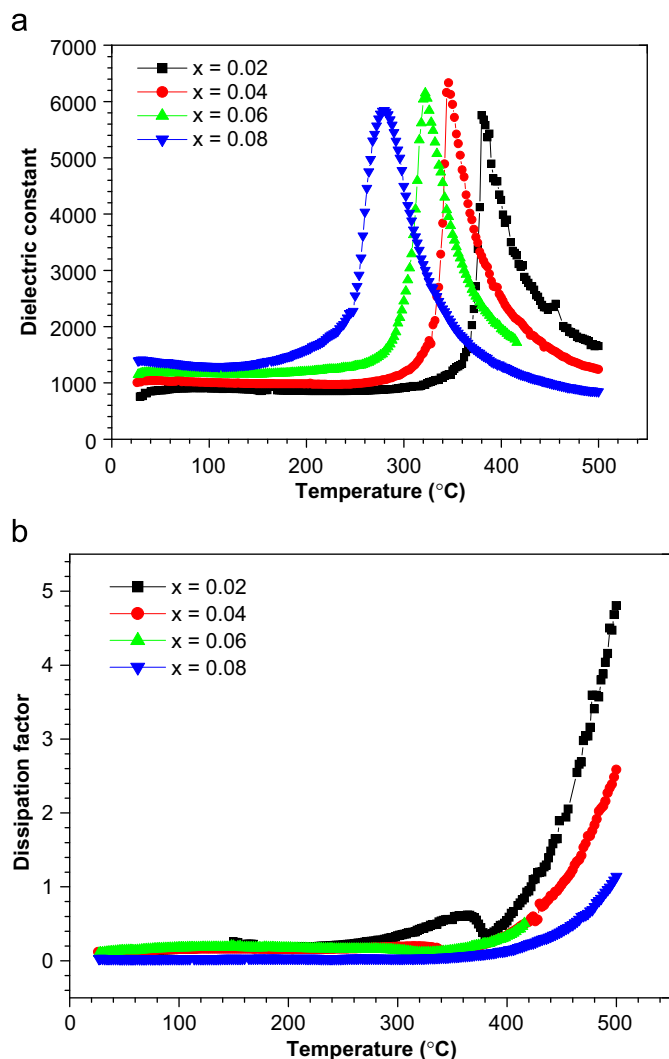 a
7000
6000
5000
4000
3000
2000
1000
0
Dielectric constant
x = 0.02
x = 0.04
x = 0.06
x = 0.08
0 100 200 300 400 500
Temperature (°C)
b
5
4
3
2
1
0
Dissipation factor
x = 0.02
x = 0.04
x = 0.06
x = 0.08
0 100 200 300 400 500
Temperature (°C)